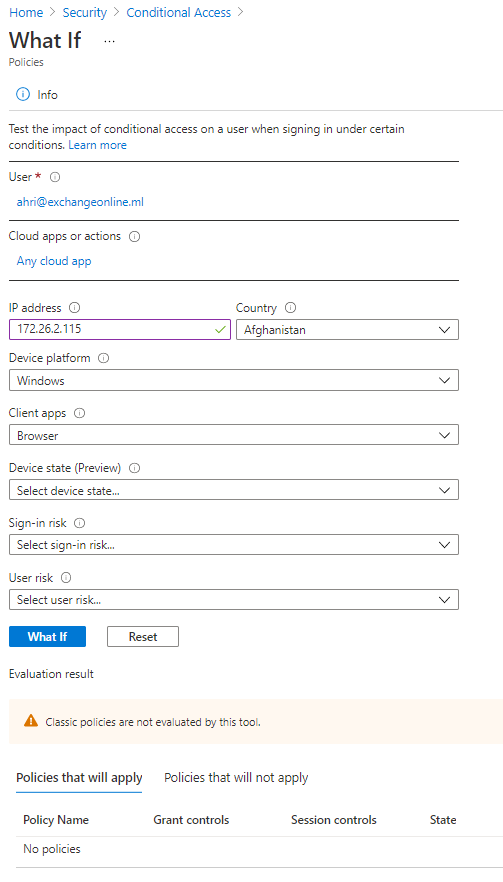 Home > Security > Conditional Access >
What If ...
Policies
Info
Test the impact of conditional access on a user when signing in under certain
conditions. Learn more
User *
ahri@exchangeonline.ml
Cloud apps or actions
Any cloud app
IP address Country
172.26.2.115 Afghanistan
Device platform
Windows
Client apps
Browser
Device state (Preview)
Select device state...
Sign-in risk
Select sign-in risk...
User risk
Select user risk...
What If Reset
Evaluation result
Classic policies are not evaluated by this tool.
Policies that will apply Policies that will not apply
Policy Name Grant controls Session controls State
No policies